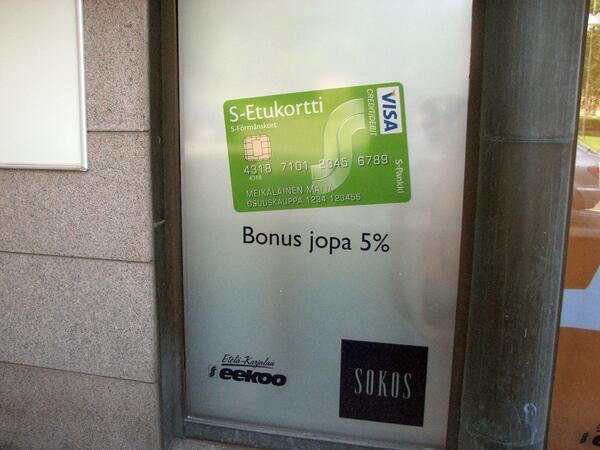 S-Etukortti
S-Förmånskort
VISA
CREDIT/DEBIT
4318 7101 2345 6789
4318
S-Pankki
MEIKÄLÄINEN MAIJA
OSUUSKAUPPA 1234 123456
Bonus jopa 5%
Etelä-Karjalan
eekoo
SOKOS